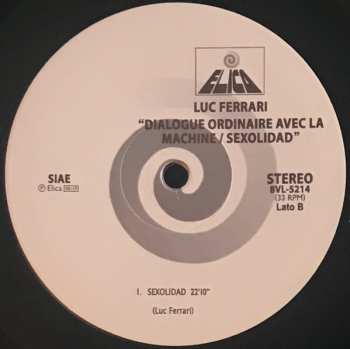 ELICA
LUC FERRARI
"DIALOGUE ORDINAIRE AVEC LA
MACHINE / SEXOLIDAD"
SIAE
℗ Elica
STEREO
BVL-5214
(33 RPM)
Lato B
1. SEXOLIDAD 22'10"
(Luc Ferrari)